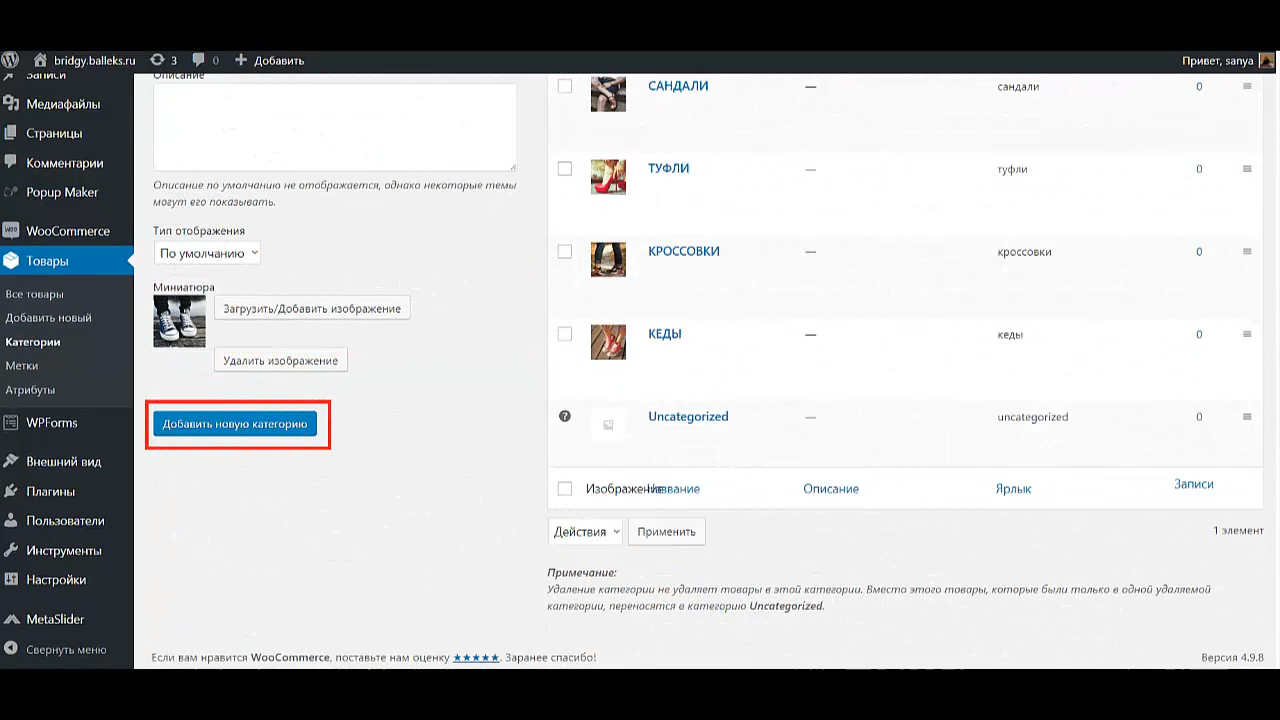 bridgy.balleks.ru 3 0 + Добавить Привет, sanya
Записи
Медиафайлы
Страницы
Комментарии
Popup Maker
WooCommerce
Товары
Все товары
Добавить новый
Категории
Метки
Атрибуты
WPForms
Внешний вид
Плагины
Пользователи
Инструменты
Настройки
MetaSlider
Свернуть меню
Описание
Описание по умолчанию не отображается, однако некоторые темы
могут его показывать.
Тип отображения
По умолчанию
Миниатюра
Загрузить/Добавить изображение
Удалить изображение
Добавить новую категорию
САНДАЛИ — сандали 0
ТУФЛИ — туфли 0
КРОССОВКИ — кроссовки 0
КЕДЫ — кеды 0
Uncategorized — uncategorized 0
Изображение Название Описание Ярлык Записи
Действия Применить 1 элемент
Примечание:
Удаление категории не удаляет товары в этой категории. Вместо этого товары, которые были только в одной удаляемой
категории, переносятся в категорию Uncategorized.
Если вам нравится WooCommerce, поставьте нам оценку ★★★★★. Заранее спасибо! Версия 4.9.8